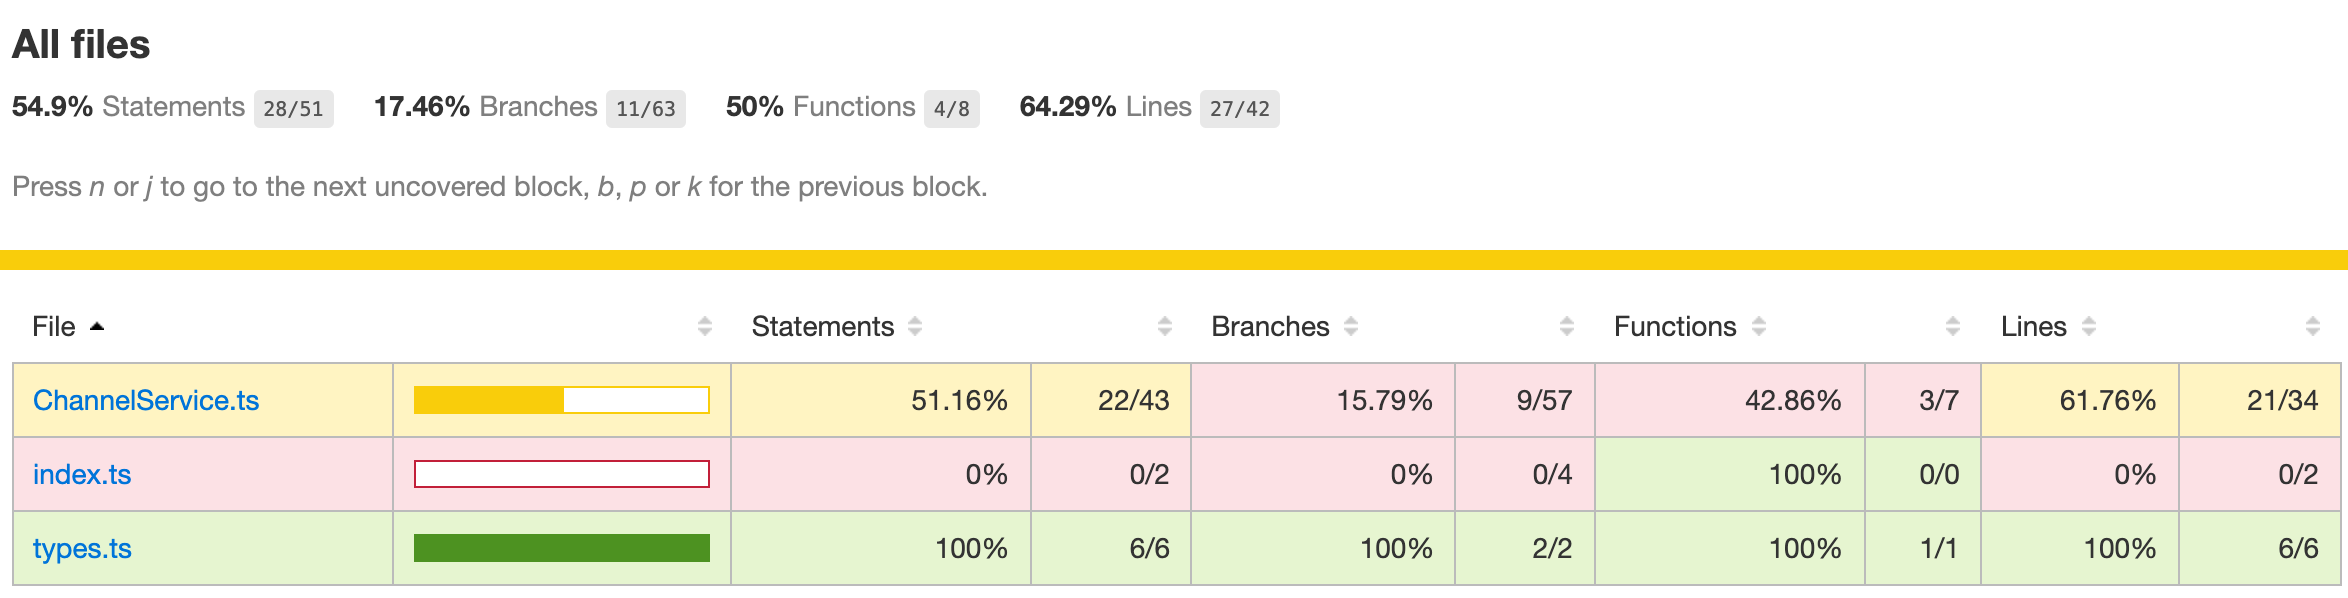 All files
54.9% Statements 28/51 17.46% Branches 11/63 50% Functions 4/8 64.29% Lines 27/42
Press n or j to go to the next uncovered block, b, p or k for the previous block.
File Statements Branches Functions Lines
ChannelService.ts 51.16% 22/43 15.79% 9/57 42.86% 3/7 61.76% 21/34
index.ts 0% 0/2 0% 0/4 100% 0/0 0% 0/2
types.ts 100% 6/6 100% 2/2 100% 1/1 100% 6/6